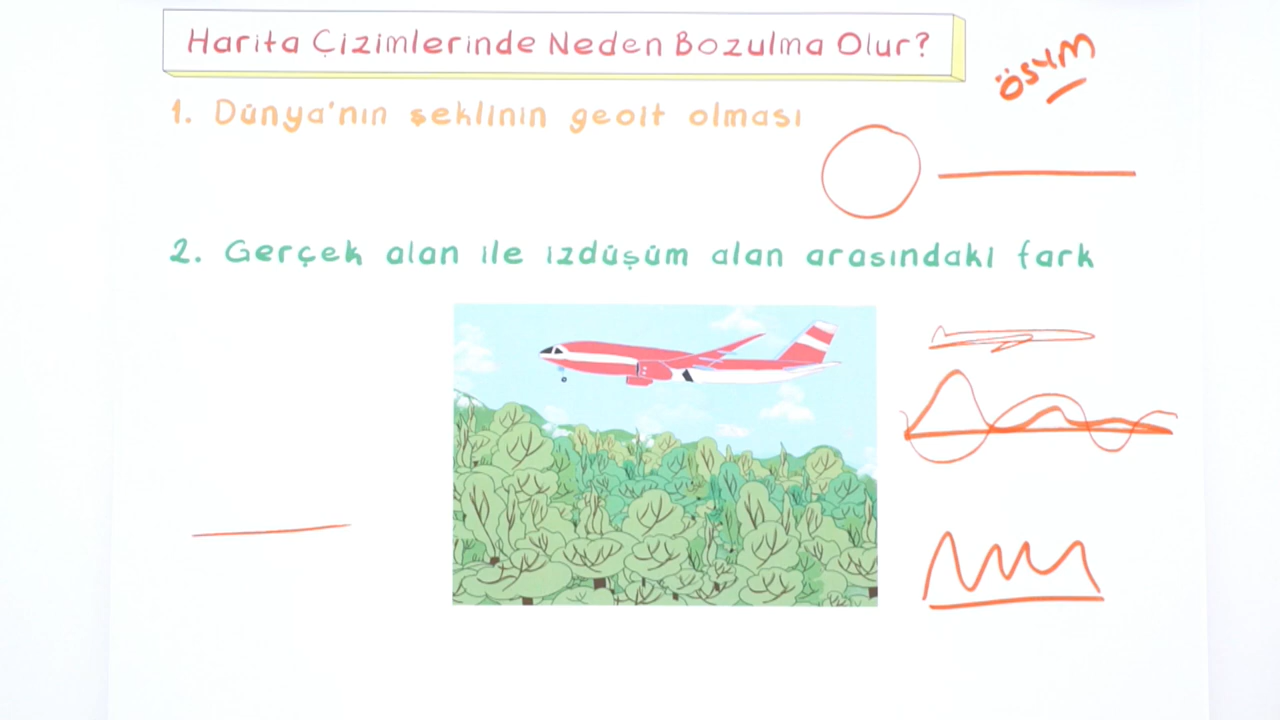 Harita Çizimlerinde Neden Bozulma Olur?
ÖSYM
1. Dünya'nın şeklinin geoit olması
2. Gerçek alan ile izdüşüm alan arasındaki fark